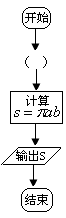 开始
( )
计算
s = πab
输出s
结束